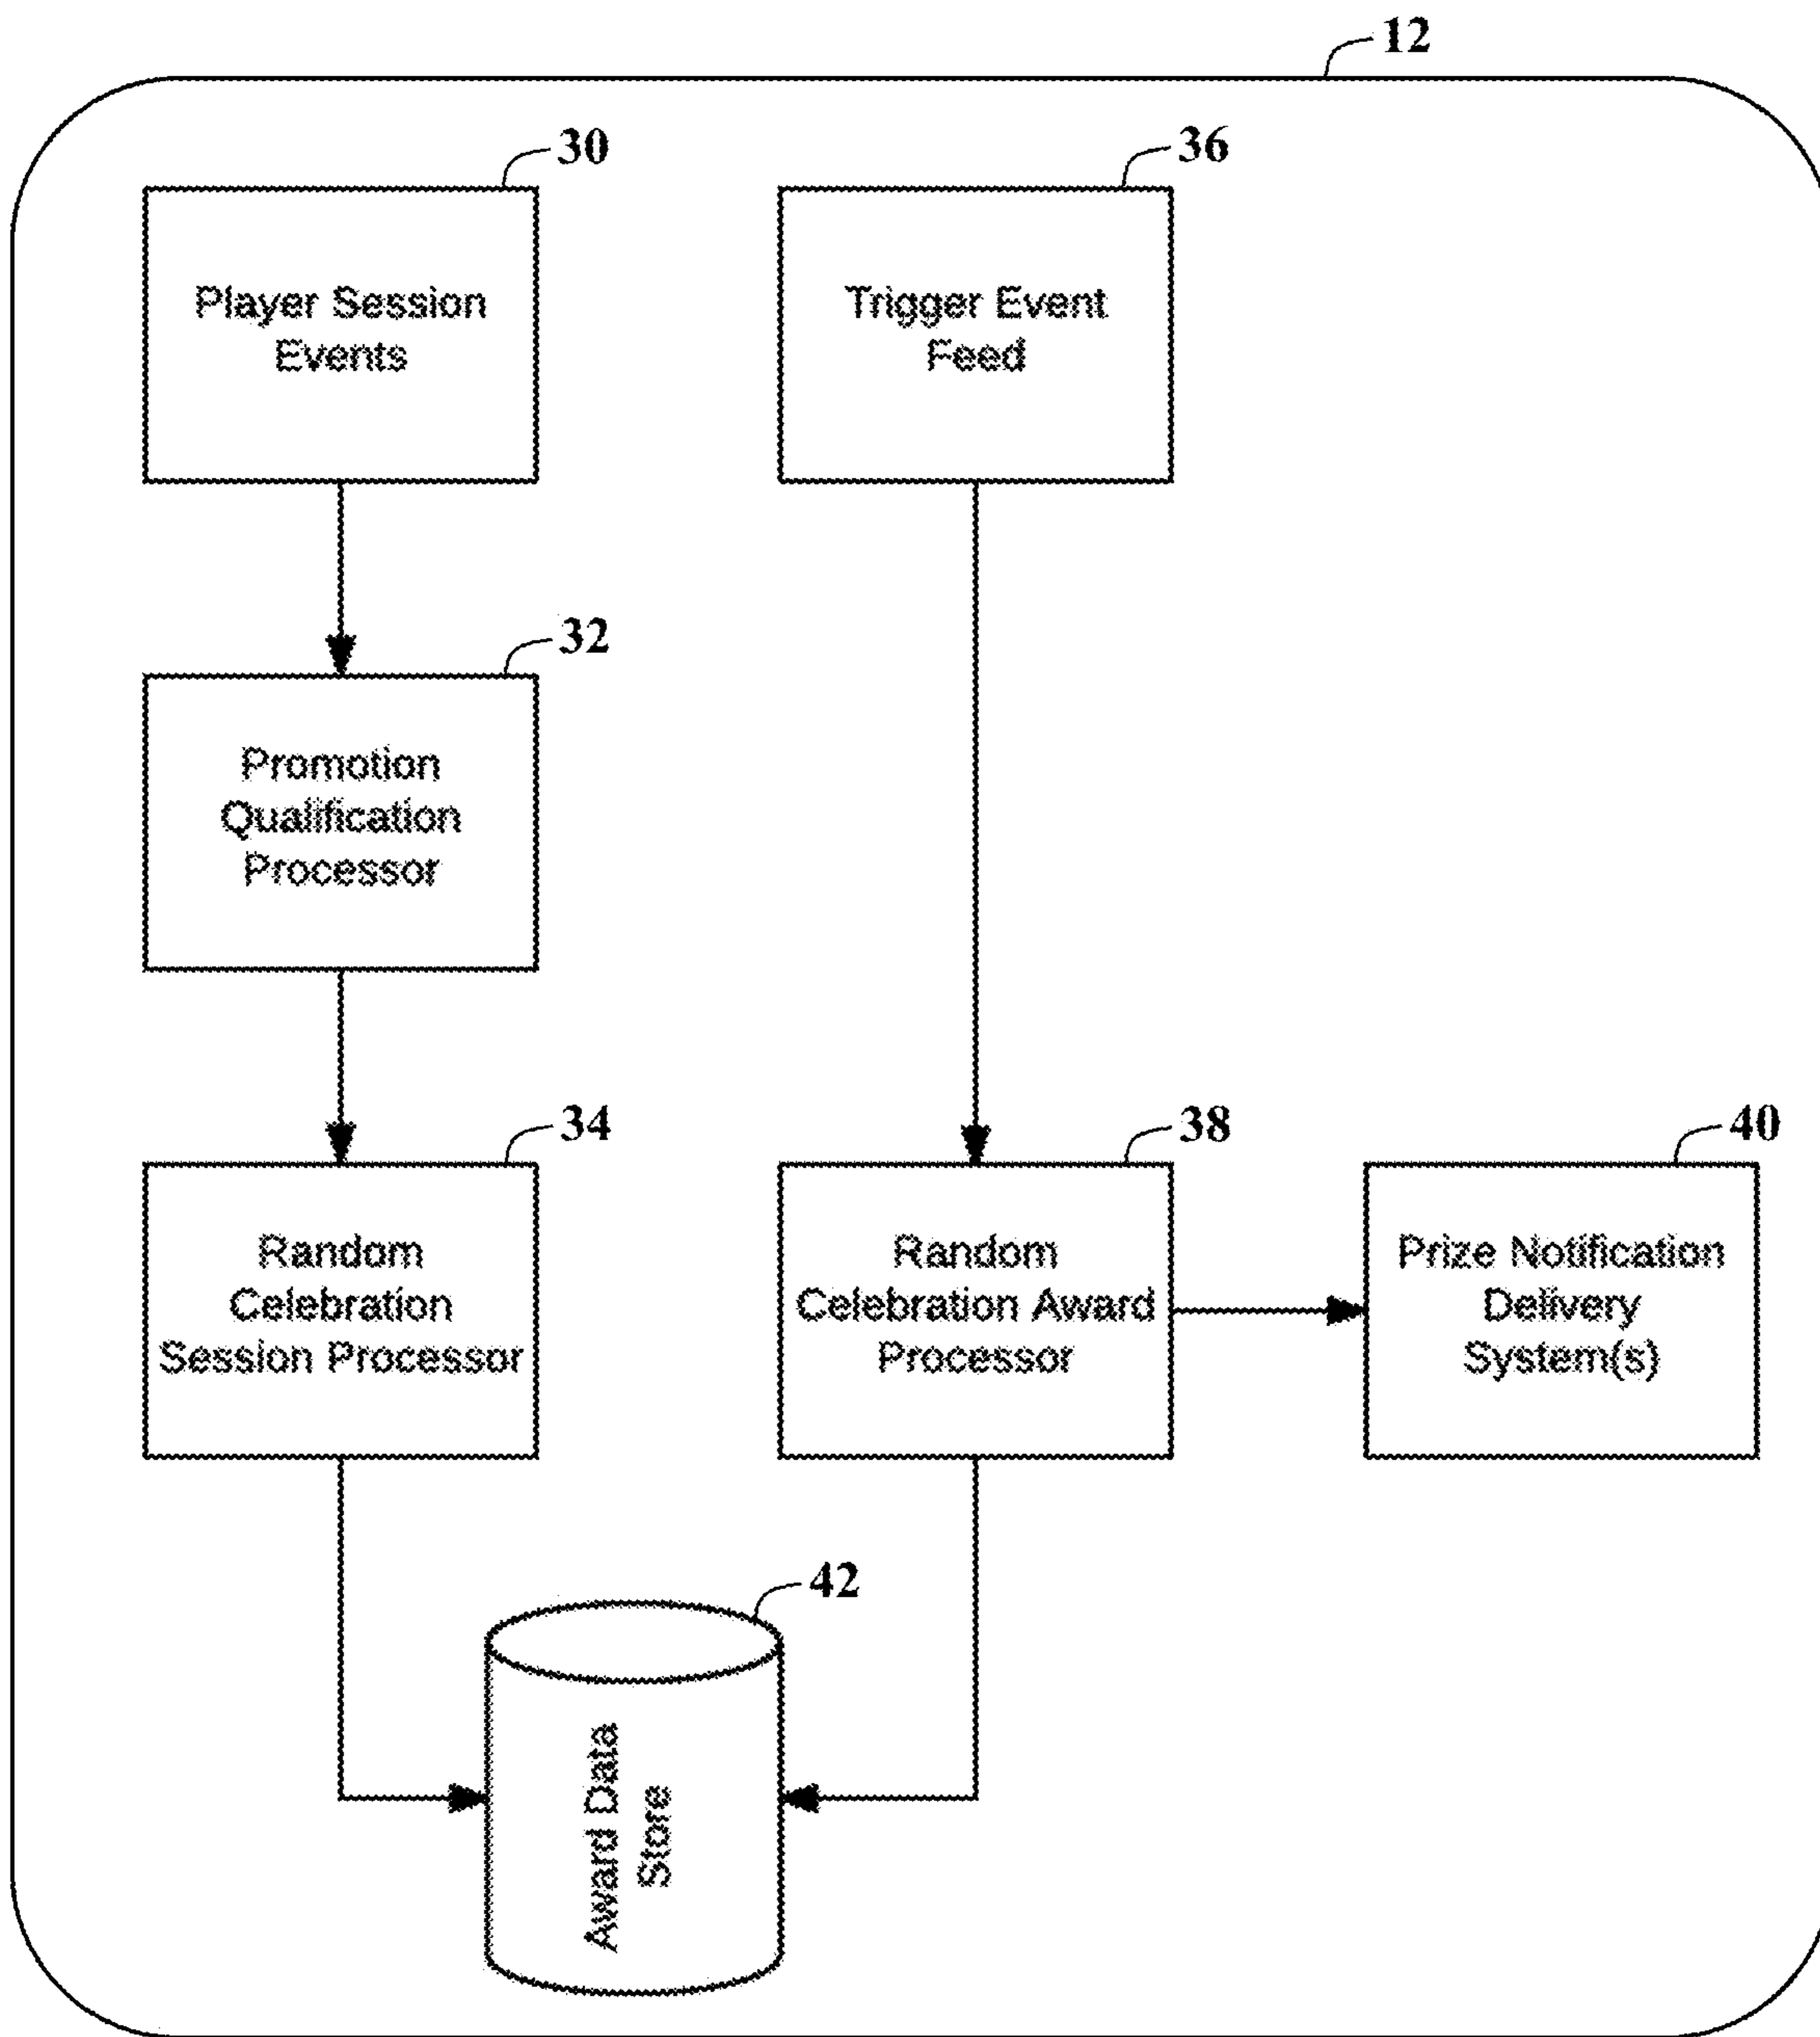 12
30
Player Session
Events
36
Trigger Event
Feed
32
Promotion
Qualification
Processor
34
Random
Celebration
Session Processor
38
Random
Celebration Award
Processor
40
Prize Notification
Delivery
System(s)
42
Award Data
Store